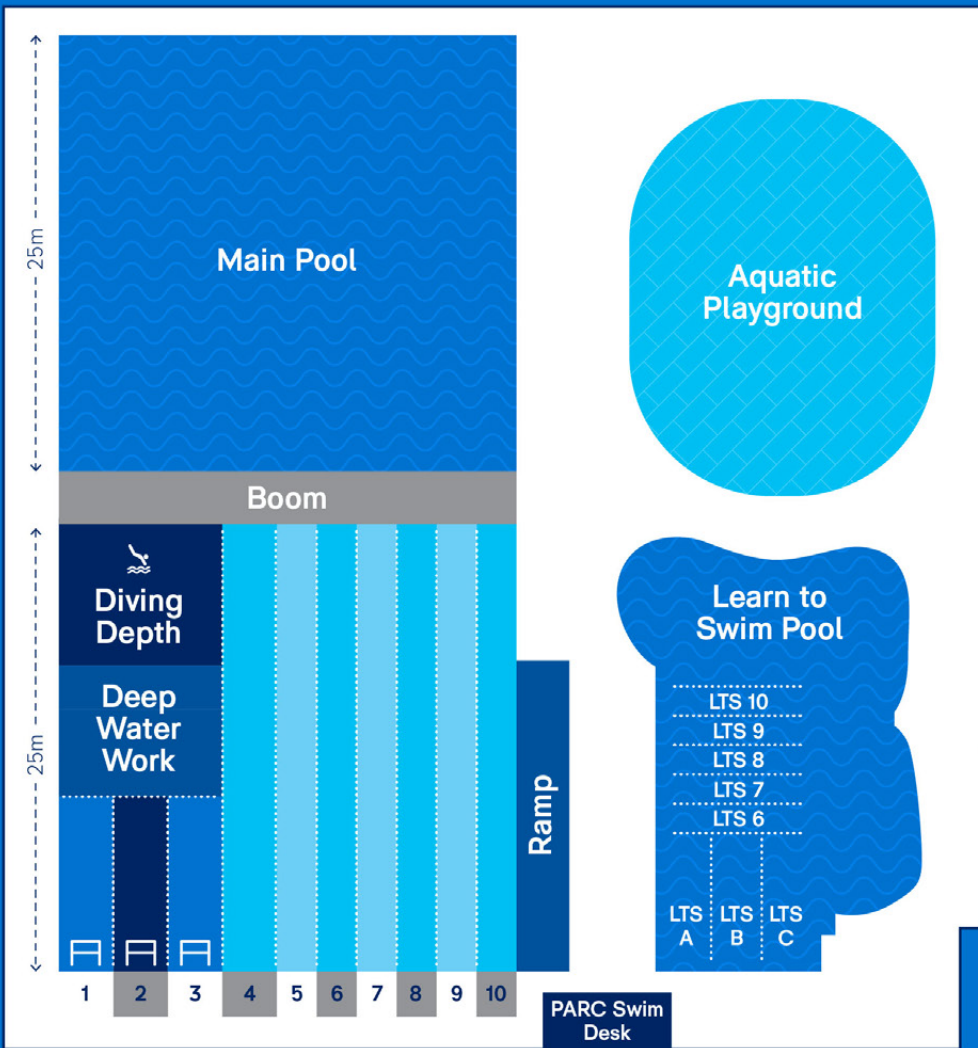 25m
Main Pool
Aquatic
Playground
Boom
25m
Diving
Depth
Deep
Water
Work
Ramp
Learn to
Swim Pool
LTS 10
LTS 9
LTS 8
LTS 7
LTS 6
LTS
A
LTS
B
LTS
C
1
2
3
4
5
6
7
8
9
10
PARC Swim
Desk